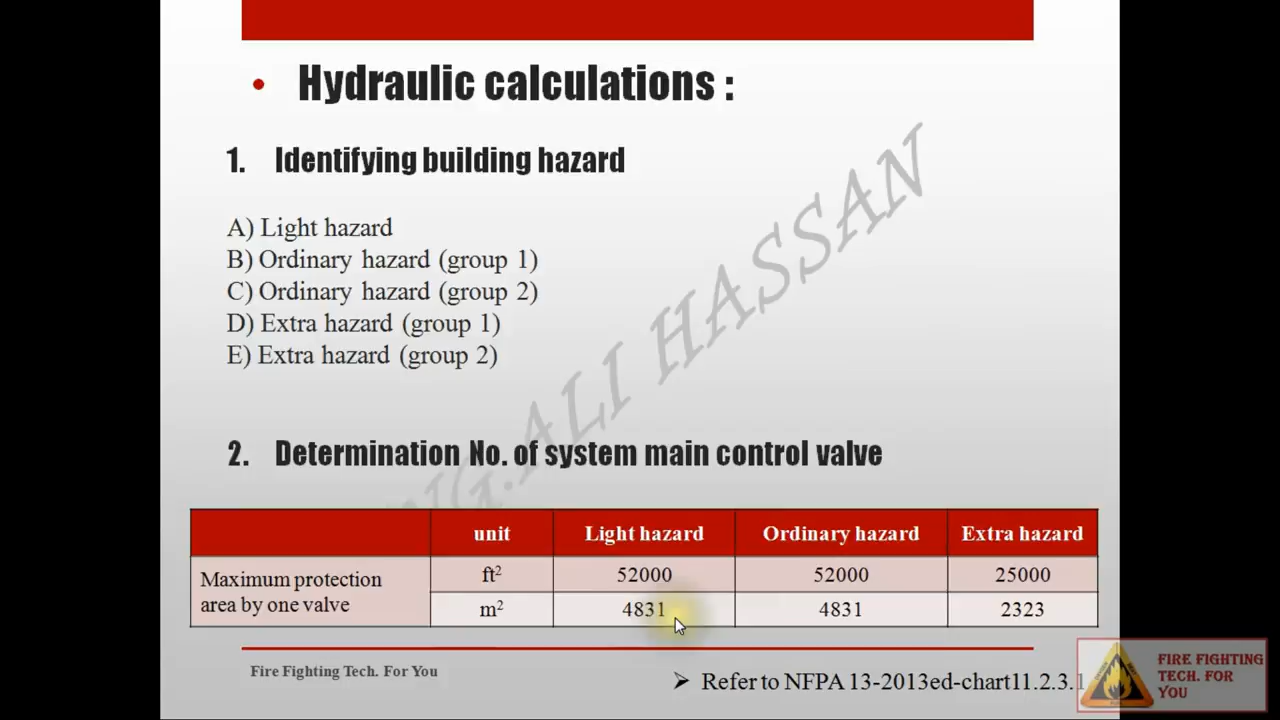 • Hydraulic calculations :
1. Identifying building hazard
A) Light hazard
B) Ordinary hazard (group 1)
C) Ordinary hazard (group 2)
D) Extra hazard (group 1)
E) Extra hazard (group 2)
NG.ALI HASSAN
2. Determination No. of system main control valve
unit Light hazard Ordinary hazard Extra hazard
Maximum protection area by one valve
ft² 52000 52000 25000
m² 4831 4831 2323
Fire Fighting Tech. For You
➢ Refer to NFPA 13-2013ed-chart11.2.3.1
FIRE FIGHTING
TECH. FOR
YOU